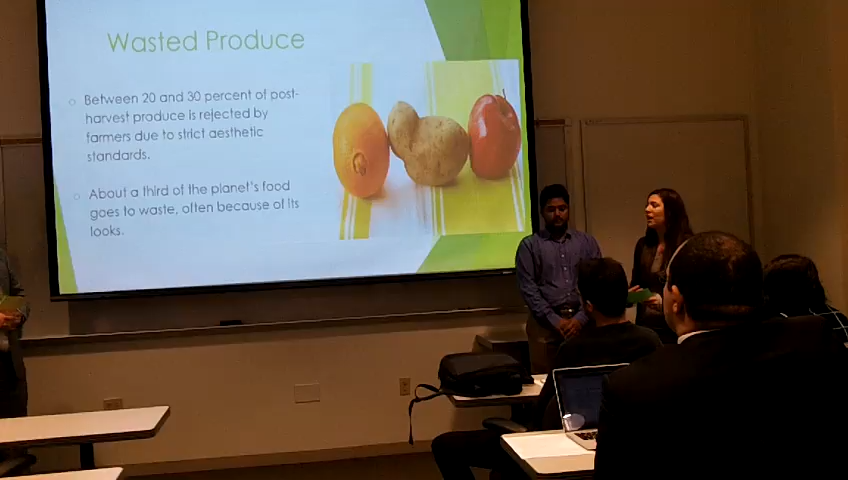 Wasted Produce
Between 20 and 30 percent of post-
harvest produce is rejected by
farmers due to strict aesthetic
standards.
About a third of the planet's food
goes to waste, often because of its
looks.